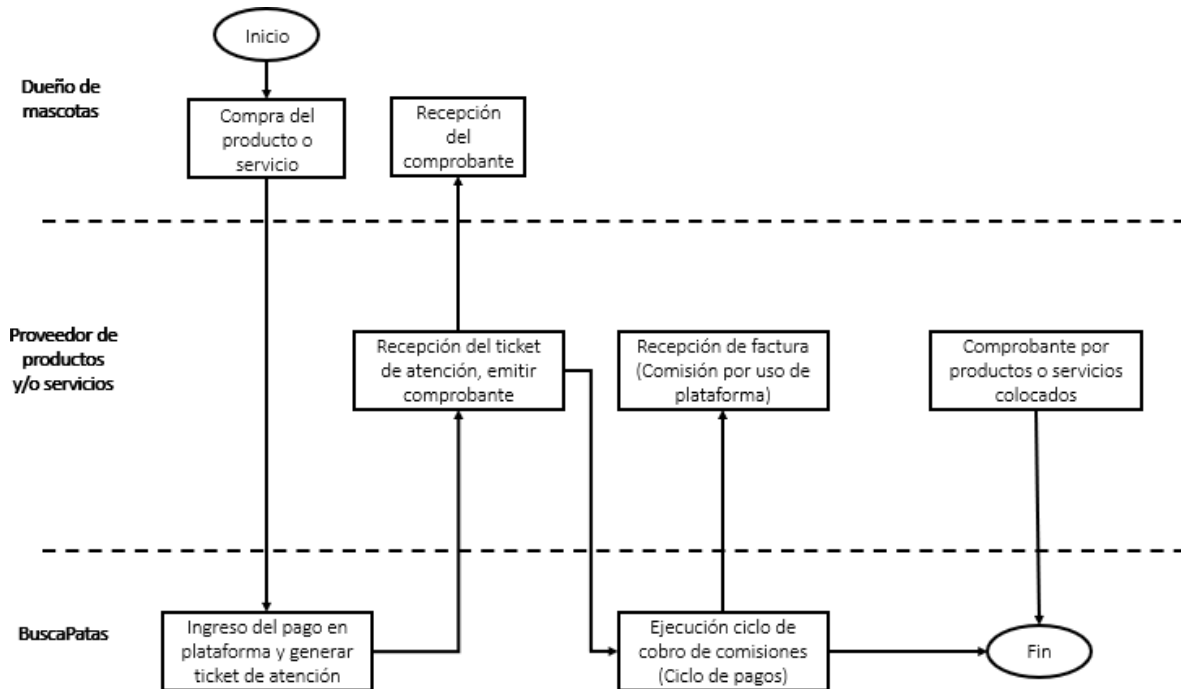 Inicio
Dueño de
mascotas
Compra del
producto o
servicio
Recepción
del
comprobante
Proveedor de
productos
y/o servicios
Recepción del ticket
de atención, emitir
comprobante
Recepción de factura
(Comisión por uso de
plataforma)
Comprobante por
productos o servicios
colocados
BuscaPatas
Ingreso del pago en
plataforma y generar
ticket de atención
Ejecución ciclo de
cobro de comisiones
(Ciclo de pagos)
Fin